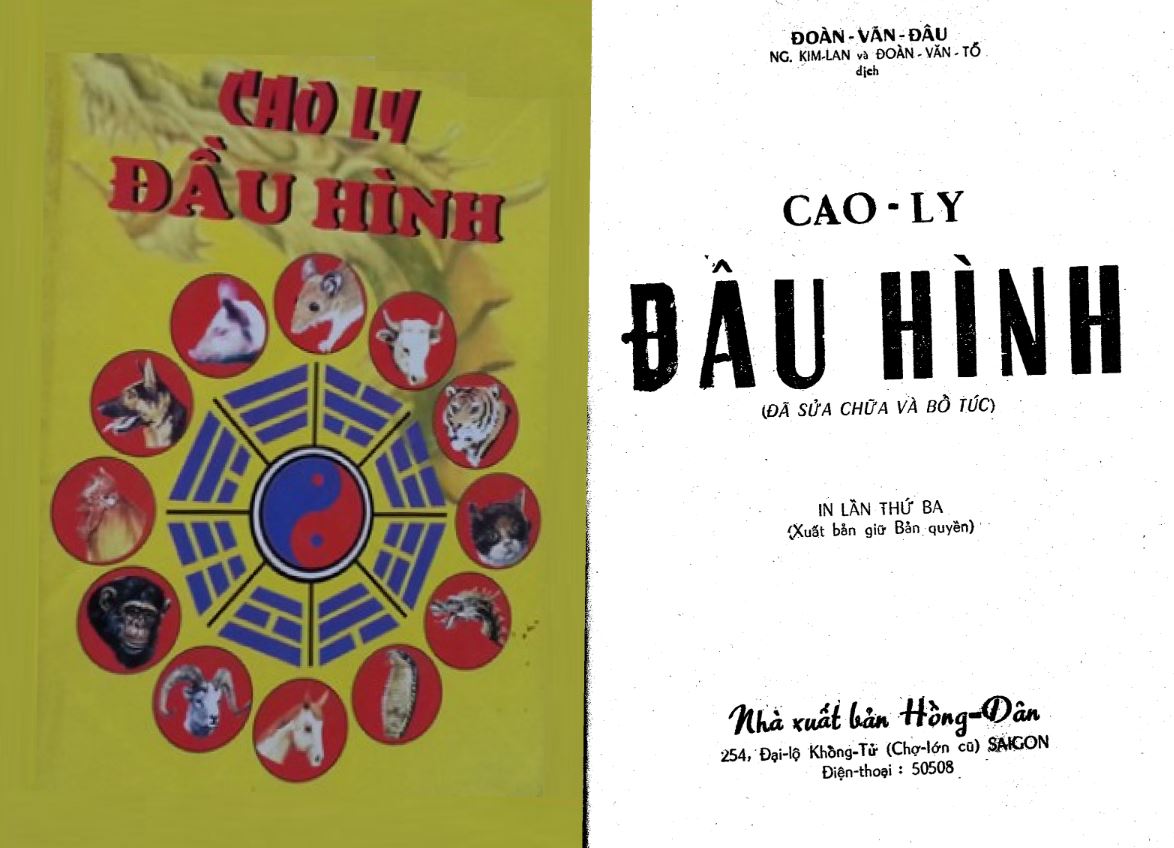 CAO LY
ĐẦU HÌNH
ĐOÀN - VĂN - ĐÂU
NG. KIM-LAN và ĐOÀN - VĂN - TỐ
dịch
CAO - LY
ĐẦU HÌNH
(ĐÃ SỬA CHỮA VÀ BỒ TÚC)
IN LẦN THỨ BA
(Xuất bản giữ Bản quyền)
Nhà xuất bản Hồng-Dân
254, Đại-lộ Khồng-Tử (Chợ-lớn cũ) SAIGON
Điện-thoại : 50508